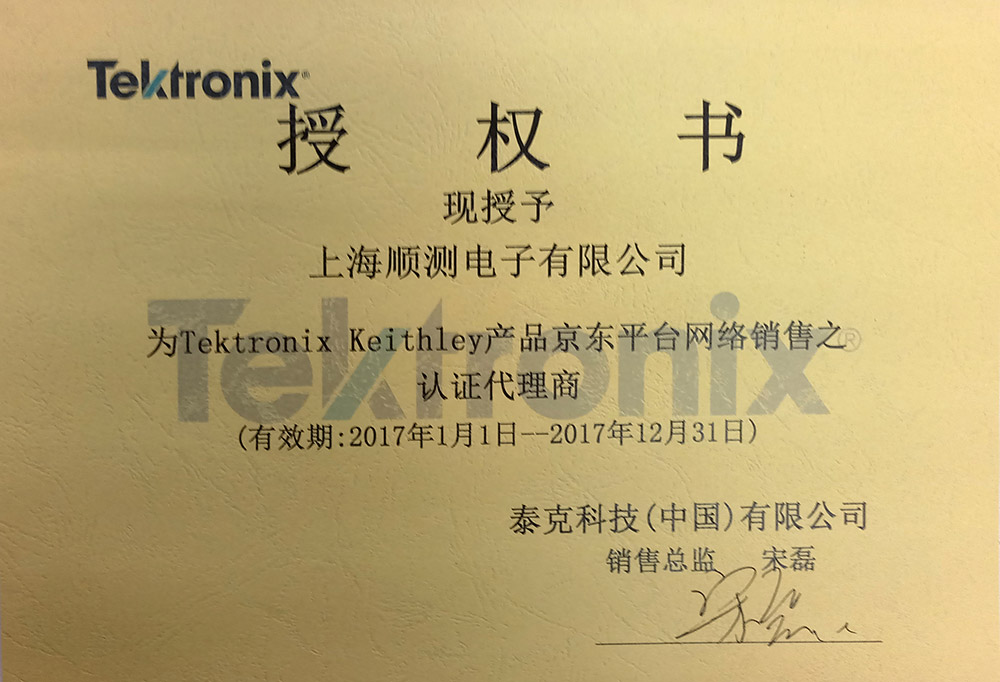 Tektronix®
授权书
现授予
上海顺测电子有限公司
Tektronix®
为Tektronix Keithley产品京东平台网络销售之
认证代理商
(有效期:2017年1月1日--2017年12月31日)
泰克科技(中国)有限公司
销售总监 宋磊
宋磊